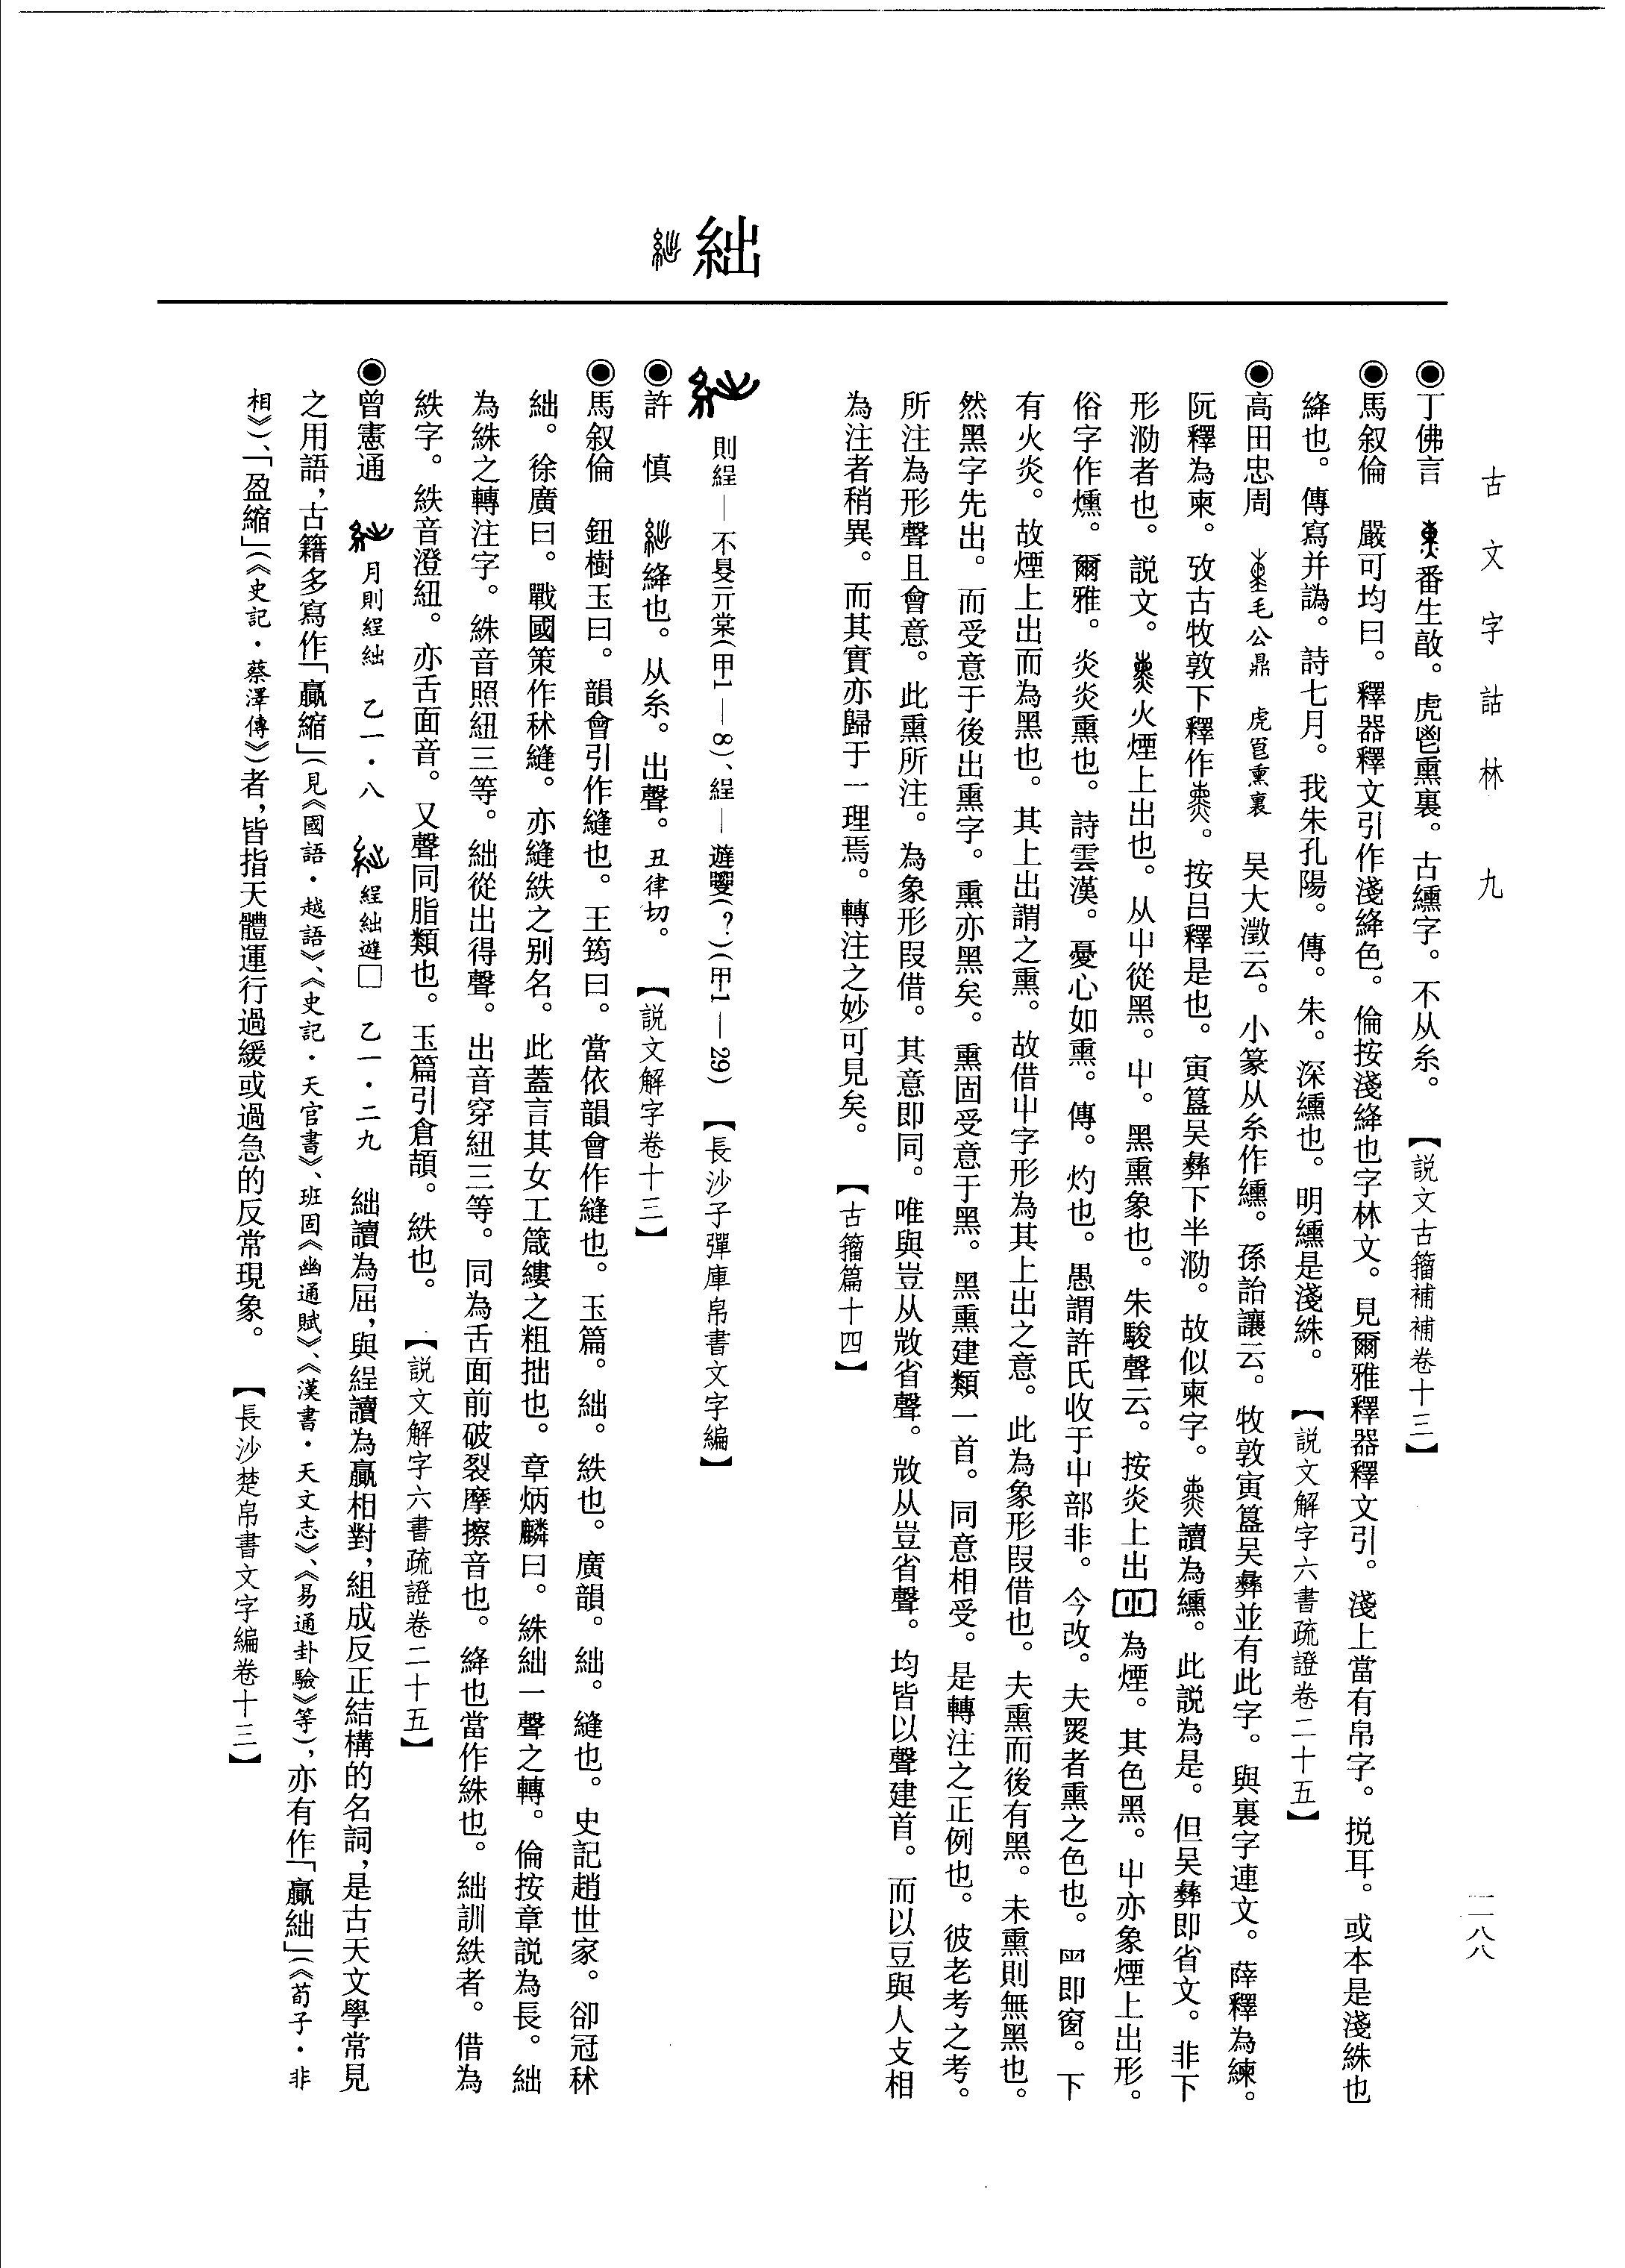 古文字詁林 九
一一八八
絀
◉丁佛言 番生敦。虎鬯熏裏。古纁字。不从糸。 【説文古籀補補卷十三】
◉馬叙倫 嚴可均曰。釋器釋文引作淺絳色。倫按淺絳也字林文。見爾雅釋器釋文引。淺上當有帛字。挩耳。或本是淺絑也
絳也。傳寫并譌。詩七月。我朱孔陽。傳。朱。深纁也。明纁是淺絑。 【説文解字六書疏證卷二十五】
◉高田忠周 毛公鼎 虎冟熏裏 吴大澂云。小篆从糸作纁。孫詒讓云。牧敦寅簋吴彝並有此字。與裏字連文。薛釋為練。
阮釋為柬。攷古牧敦下釋作。按吕釋是也。寅簋吴彝下半泐。故似柬字。讀為纁。此説為是。但吴彝即省文。非下
形泐者也。説文。火煙上出也。从屮從黑。屮。黑熏象也。朱駿聲云。按炎上出為煙。其色黑。屮亦象煙上出形。
俗字作燻。爾雅。炎炎熏也。詩雲漢。憂心如熏。傳。灼也。愚謂許氏收于屮部非。今改。夫者熏之色也。即窗。下
有火炎。故煙上出而為黑也。其上出謂之熏。故借屮字形為其上出之意。此為象形叚借也。夫熏而後有黑。未熏則無黑也。
然黑字先出。而受意于後出熏字。熏亦黑矣。熏固受意于黑。黑熏建類一首。同意相受。是轉注之正例也。彼老考之考。
所注為形聲且會意。此熏所注。為象形叚借。其意即同。唯與豈从敳省聲。敳从豈省聲。均皆以聲建首。而以豆與人攴相
為注者稍異。而其實亦歸于一理焉。轉注之妙可見矣。 【古籀篇十四】
則䋼—不㝵亓棠(甲1—8)、䋼—遊(?)(甲1—29) 【長沙子彈庫帛書文字編】
◉許 慎 絳也。从糸。出聲。丑律切。 【説文解字卷十三】
◉馬叙倫 鈕樹玉曰。韻會引作縫也。王筠曰。當依韻會作縫也。玉篇。絀。紩也。廣韻。絀。縫也。史記趙世家。卻冠秫
絀。徐廣曰。戰國策作秫縫。亦縫紩之别名。此蓋言其女工箴縷之粗拙也。章炳麟曰。絑絀一聲之轉。倫按章説為長。絀
為絑之轉注字。絑音照紐三等。絀從出得聲。出音穿紐三等。同為舌面前破裂摩擦音也。絳也當作絑也。絀訓紩者。借為
紩字。紩音澄紐。亦舌面音。又聲同脂類也。玉篇引倉頡。紩也。 【説文解字六書疏證卷二十五】
◉曾憲通 月則䋼絀 乙一·八 䋼絀遊□ 乙一·二九 絀讀為屈，與䋼讀為贏相對，組成反正結構的名詞，是古天文學常見
之用語，古籍多寫作「贏縮」(見《國語·越語》、《史記·天官書》、班固《幽通賦》、《漢書·天文志》、《易通卦驗》等)，亦有作「贏絀」(《荀子·非
相》)、「盈縮」(《史記·蔡澤傳》)者，皆指天體運行過緩或過急的反常現象。 【長沙楚帛書文字編卷十三】